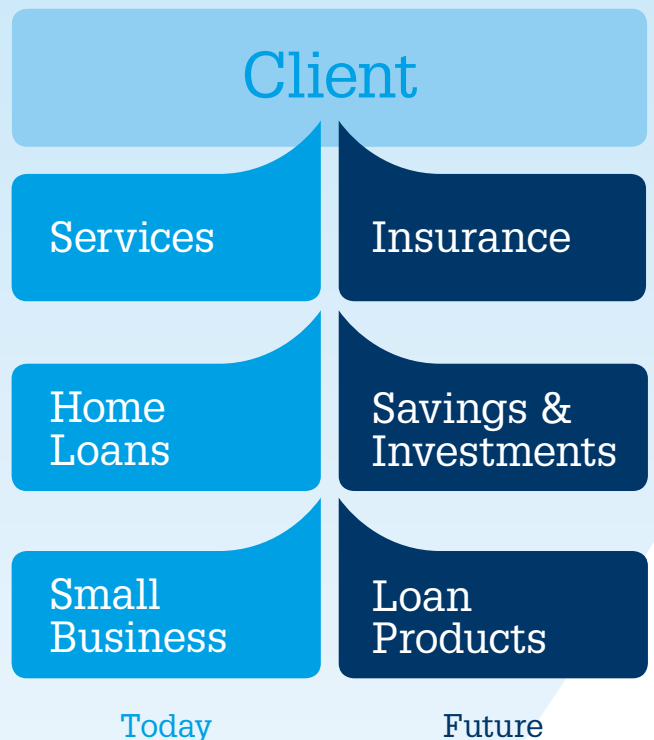 Client
Services
Insurance
Home
Loans
Savings &
Investments
Small
Business
Loan
Products
Today
Future